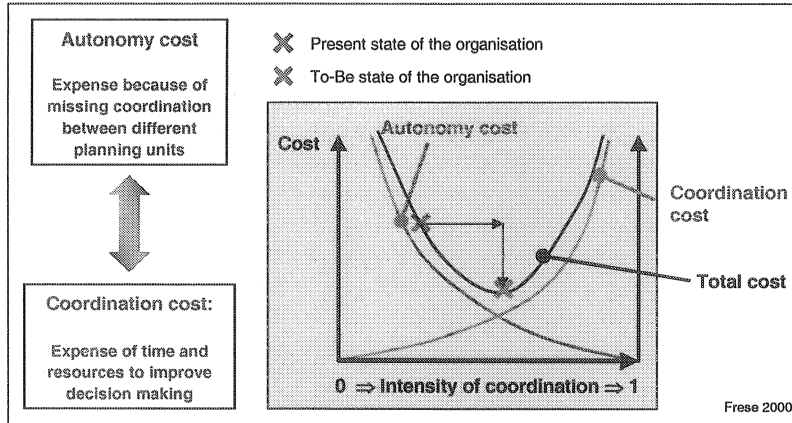 Autonomy cost
Expense because of
missing coordination
between different
planning units
Coordination cost:
Expense of time and
resources to improve
decision making
Present state of the organisation
To-Be state of the organisation
Cost
Autonomy cost
Coordination
cost
Total cost
0 ⇒ Intensity of coordination ⇒ 1
Frese 2000